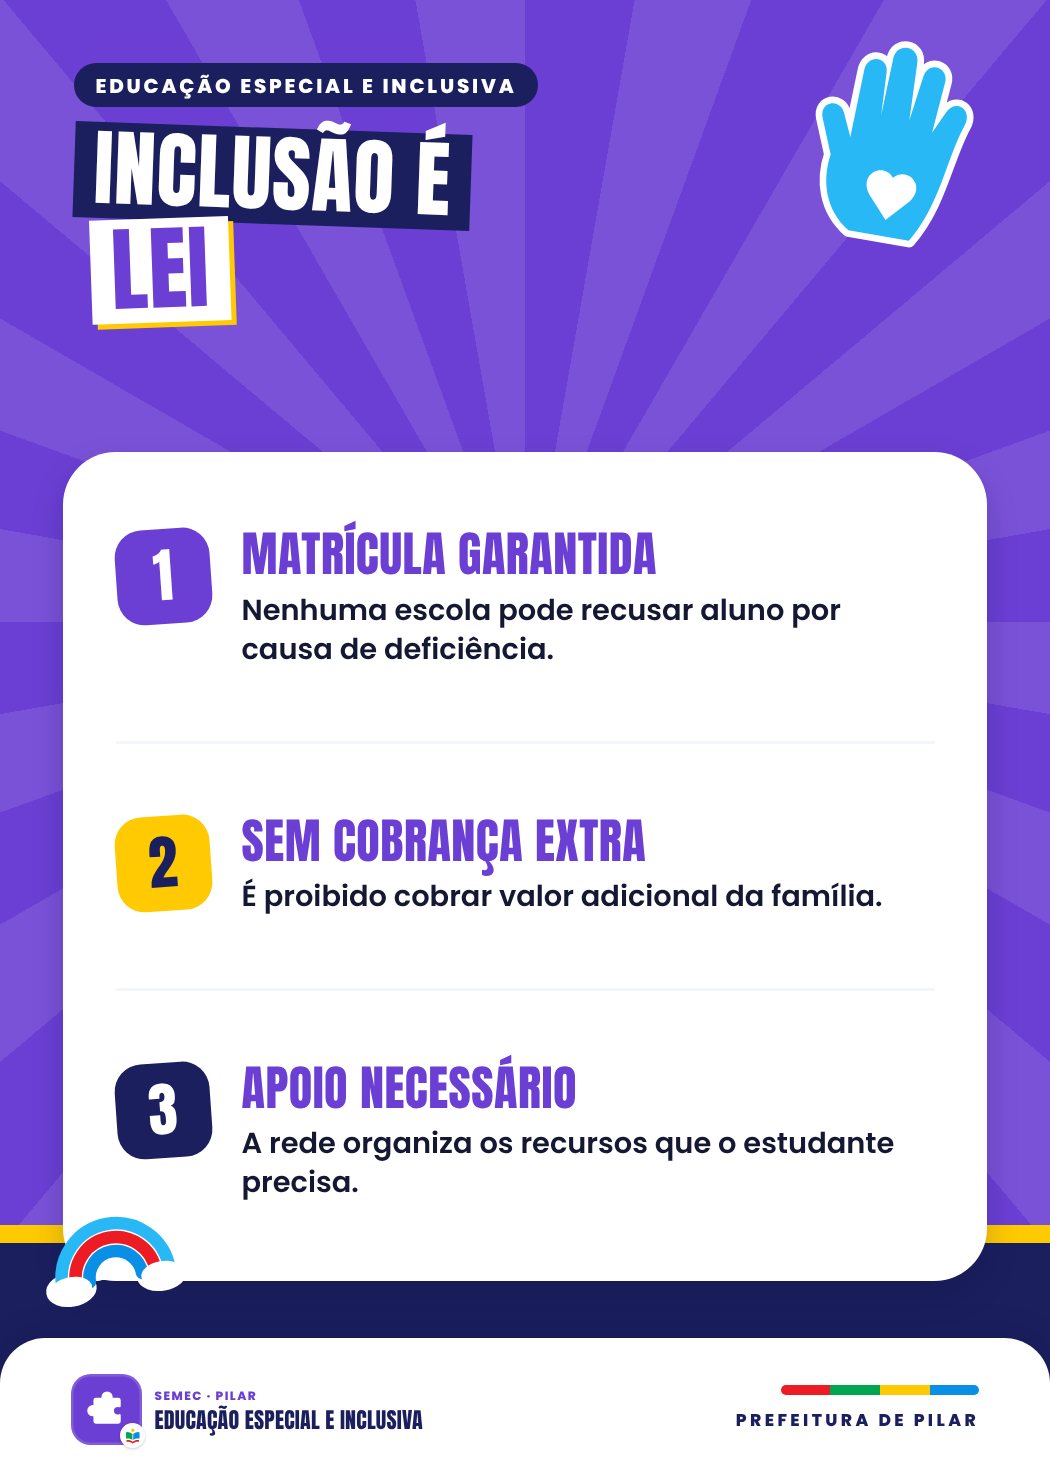 EDUCAÇÃO ESPECIAL E INCLUSIVA
INCLUSÃO É
LEI
1
MATRÍCULA GARANTIDA
Nenhuma escola pode recusar aluno por
causa de deficiência.
2
SEM COBRANÇA EXTRA
É proibido cobrar valor adicional da família.
3
APOIO NECESSÁRIO
A rede organiza os recursos que o estudante
precisa.
SEMEC · PILAR
EDUCAÇÃO ESPECIAL E INCLUSIVA
PREFEITURA DE PILAR